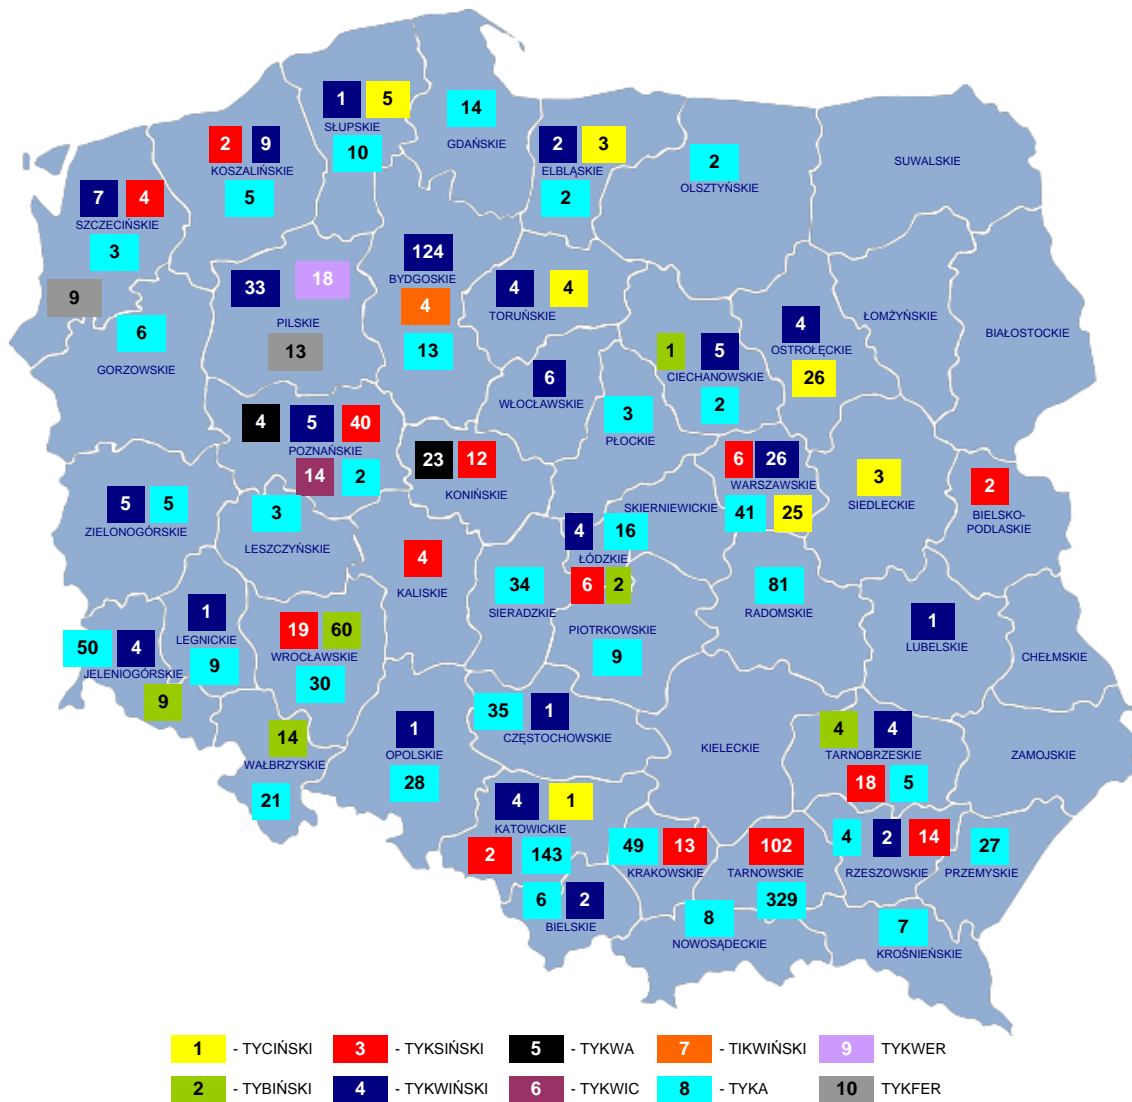 1 5
SŁUPSKIE
10
14
GDAŃSKIE
2 9
KOSZALIŃSKIE
5
2 3
ELBLĄSKIE
2
2
OLSZTYŃSKIE
SUWALSKIE
7 4
SZCZECIŃSKIE
3
9
6
GORZOWSKIE
33 18
PILSKIE
13
124
BYDGOSKIE
4
13
4 4
TORUŃSKIE
6
WŁOCŁAWSKIE
1 5
CIECHANOWSKIE
2
4
OSTROŁĘCKIE
26
ŁOMŻYŃSKIE
BIAŁOSTOCKIE
3
PŁOCKIE
4 5 40
POZNAŃSKIE
14 2
23 12
KONIŃSKIE
6 26
WARSZAWSKIE
41 25
3
SIEDLECKIE
2
BIELSKO-
PODLASKIE
5 5
ZIELONOGÓRSKIE
3
LESZCZYŃSKIE
SKIERNIEWICKIE
4 16
ŁÓDZKIE
6 2
4
KALISKIE
34
SIERADZKIE
PIOTRKOWSKIE
9
81
RADOMSKIE
1
LUBELSKIE
CHEŁMSKIE
50 4
JELENIOGÓRSKIE
9
1
LEGNICKIE
9
19 60
WROCŁAWSKIE
30
14
WAŁBRZYSKIE
21
1
OPOLSKIE
28
35 1
CZĘSTOCHOWSKIE
KIELECKIE
4 4
TARNOBRZESKIE
18 5
ZAMOJSKIE
4 1
KATOWICKIE
2 143
6 2
BIELSKIE
49 13
KRAKOWSKIE
102
TARNOWSKIE
329
8
NOWOSĄDECKIE
4 2 14
RZESZOWSKIE
27
PRZEMYSKIE
7
KROŚNIEŃSKIE
1 - TYCIŃSKI 3 - TYKSIŃSKI 5 - TYKWA 7 - TIKWIŃSKI 9 TYKWER
2 - TYBIŃSKI 4 - TYKWIŃSKI 6 - TYKWIC 8 - TYKA 10 TYKFER